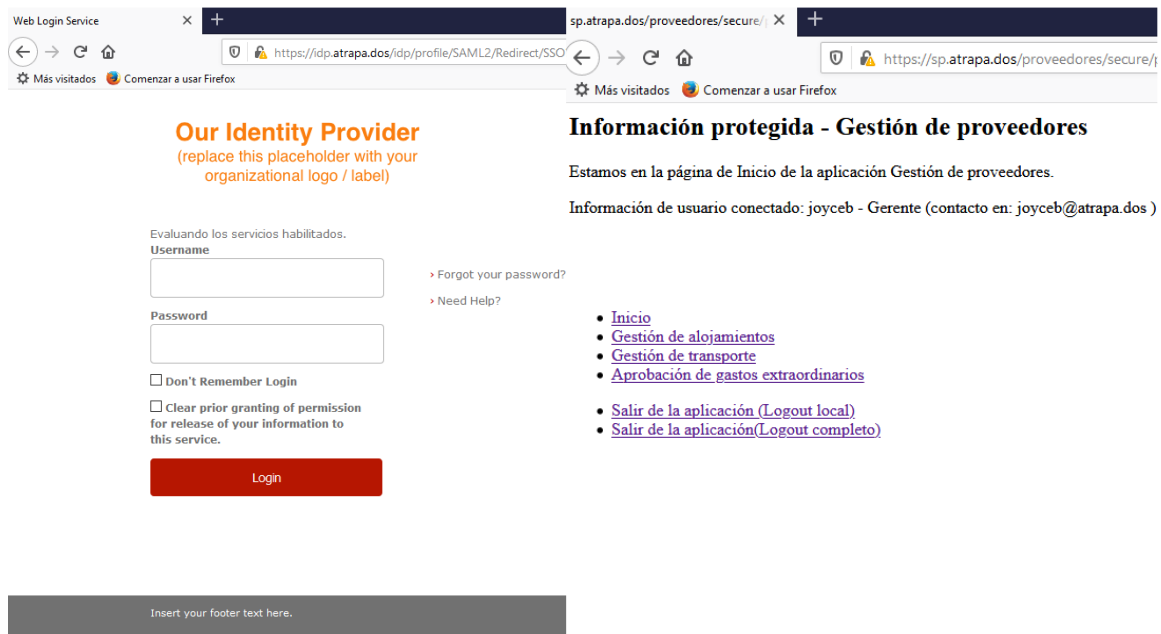 Web Login Service
https://idp.atrapa.dos/idp/profile/SAML2/Redirect/SSO
Más visitados Comenzar a usar Firefox
Our Identity Provider
(replace this placeholder with your
organizational logo / label)
Evaluando los servicios habilitados.
Username
› Forgot your password?
› Need Help?
Password
Don't Remember Login
Clear prior granting of permission
for release of your information to
this service.
Login
Insert your footer text here.
sp.atrapa.dos/proveedores/secure/
https://sp.atrapa.dos/proveedores/secure/
Más visitados Comenzar a usar Firefox
Información protegida - Gestión de proveedores
Estamos en la página de Inicio de la aplicación Gestión de proveedores.
Información de usuario conectado: joyceb - Gerente (contacto en: joyceb@atrapa.dos )
• Inicio
• Gestión de alojamientos
• Gestión de transporte
• Aprobación de gastos extraordinarios
• Salir de la aplicación (Logout local)
• Salir de la aplicación(Logout completo)